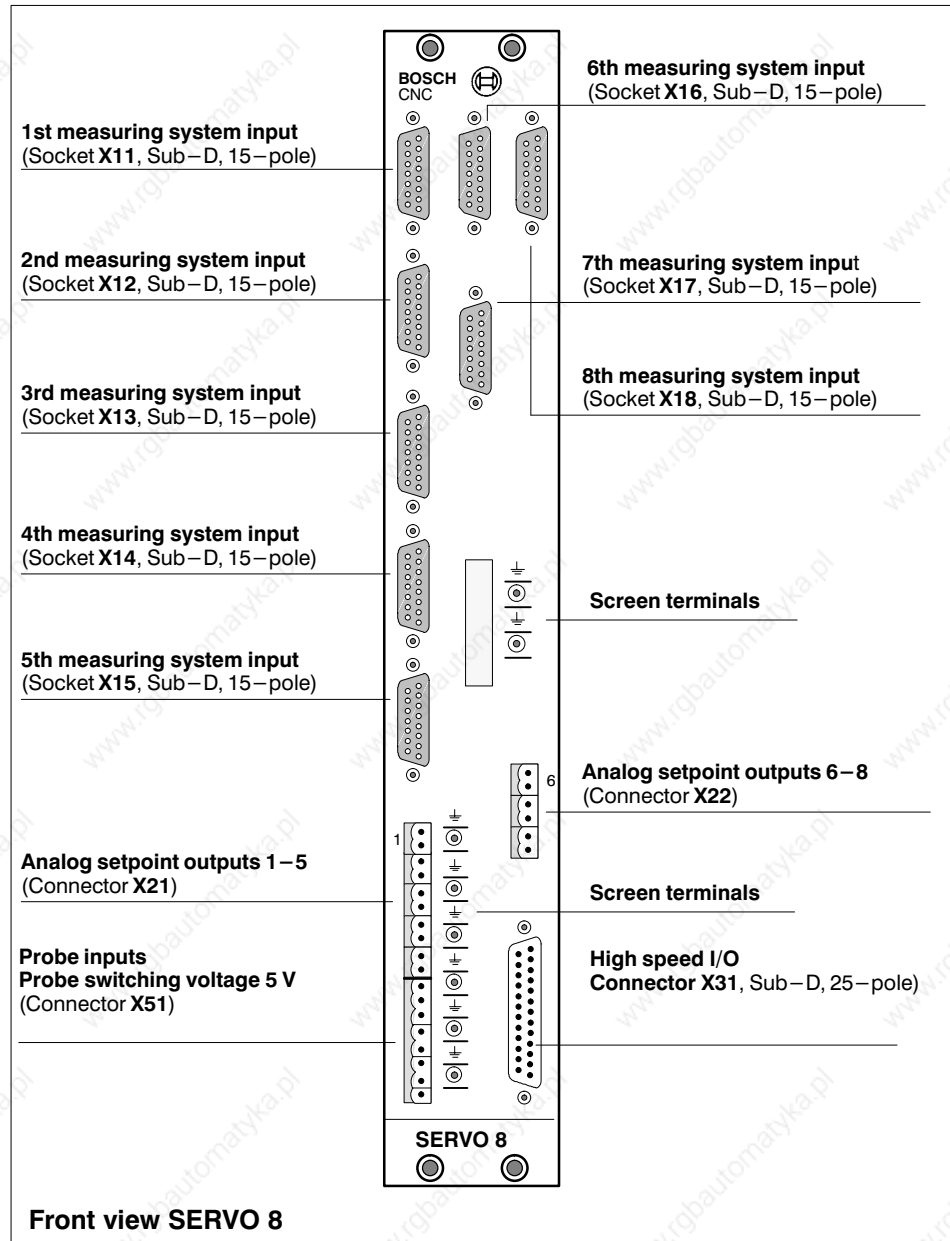 BOSCH
CNC
6th measuring system input
(Socket X16, Sub−D, 15−pole)
1st measuring system input
(Socket X11, Sub−D, 15−pole)
2nd measuring system input
(Socket X12, Sub−D, 15−pole)
7th measuring system input
(Socket X17, Sub−D, 15−pole)
3rd measuring system input
(Socket X13, Sub−D, 15−pole)
8th measuring system input
(Socket X18, Sub−D, 15−pole)
4th measuring system input
(Socket X14, Sub−D, 15−pole)
Screen terminals
5th measuring system input
(Socket X15, Sub−D, 15−pole)
6
Analog setpoint outputs 6−8
(Connector X22)
1
Analog setpoint outputs 1−5
(Connector X21)
Screen terminals
Probe inputs
Probe switching voltage 5 V
(Connector X51)
High speed I/O
Connector X31, Sub−D, 25−pole)
SERVO 8
Front view SERVO 8
www.rgbautomatyka.pl